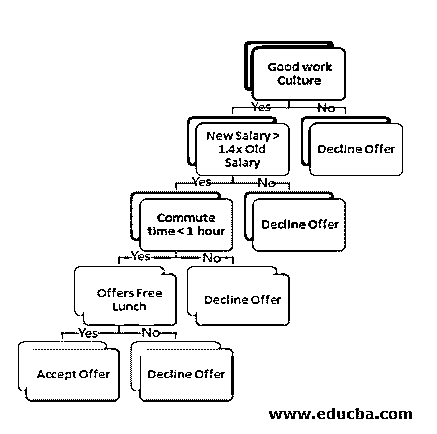 Good work
Culture
Yes
No
New Salary >
1.4x Old
Salary
Decline Offer
Yes
No
Commute
time < 1 hour
Decline Offer
Yes
No
Offers Free
Lunch
Decline Offer
Yes
No
Accept Offer
Decline Offer
www.educba.com